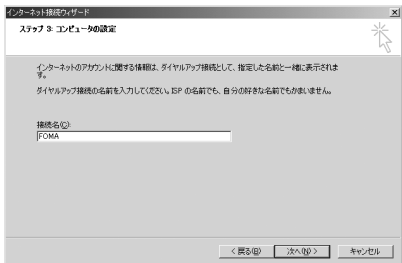 インターネット接続ウィザード
ステップ 3: コンピュータの設定
インターネットのアカウントに関する情報は、ダイヤルアップ接続として、指定した名前と一緒に表示されま
す。
ダイヤルアップ接続の名前を入力してください。ISP の名前でも、自分の好きな名前でもかまいません。
接続名(C):
FOMA
< 戻る(B)
次へ(N) >
キャンセル